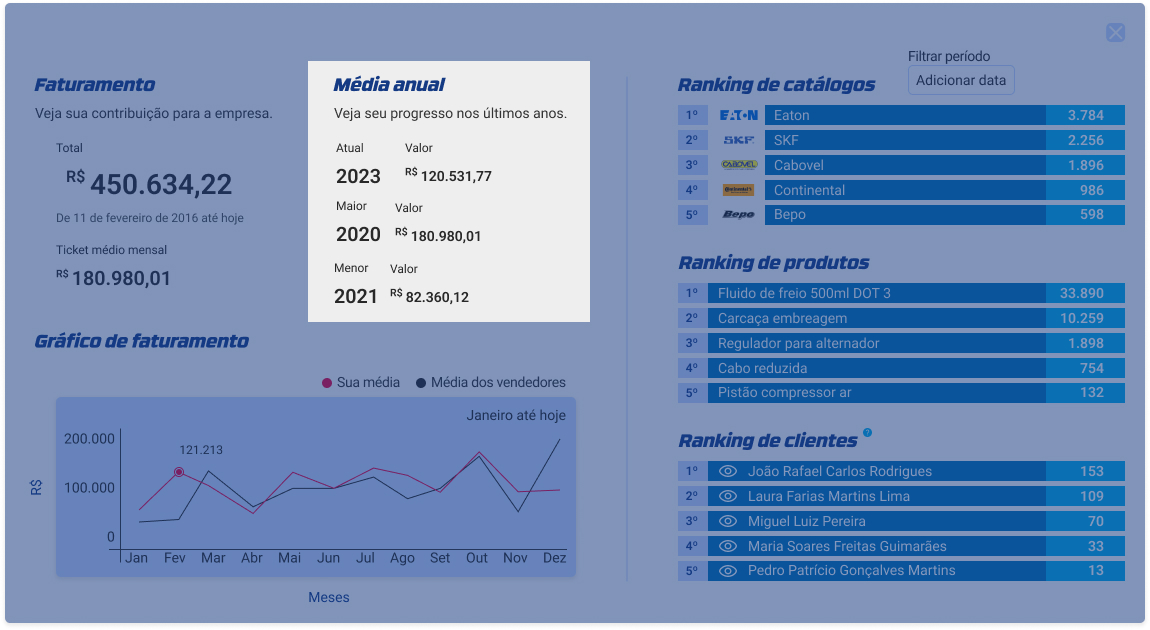 Faturamento
Veja sua contribuição para a empresa.
Total
R$ 450.634,22
De 11 de fevereiro de 2016 até hoje
Ticket médio mensal
R$ 180.980,01
Média anual
Veja seu progresso nos últimos anos.
Atual Valor
2023 R$ 120.531,77
Maior Valor
2020 R$ 180.980,01
Menor Valor
2021 R$ 82.360,12
Gráfico de faturamento
Sua média Média dos vendedores
Janeiro até hoje
200.000
121.213
100.000
R$
0
Jan Fev Mar Abr Mai Jun Jul Ago Set Out Nov Dez
Meses
Filtrar período
Adicionar data
Ranking de catálogos
1º EATON Eaton 3.784
2º SKF SKF 2.256
3º CABOVEL Cabovel 1.896
4º Continental Continental 986
5º Bepo Bepo 598
Ranking de produtos
1º Fluido de freio 500ml DOT 3 33.890
2º Carcaça embreagem 10.259
3º Regulador para alternador 1.898
4º Cabo reduzida 754
5º Pistão compressor ar 132
Ranking de clientes ?
1º João Rafael Carlos Rodrigues 153
2º Laura Farias Martins Lima 109
3º Miguel Luiz Pereira 70
4º Maria Soares Freitas Guimarães 33
5º Pedro Patrício Gonçalves Martins 13